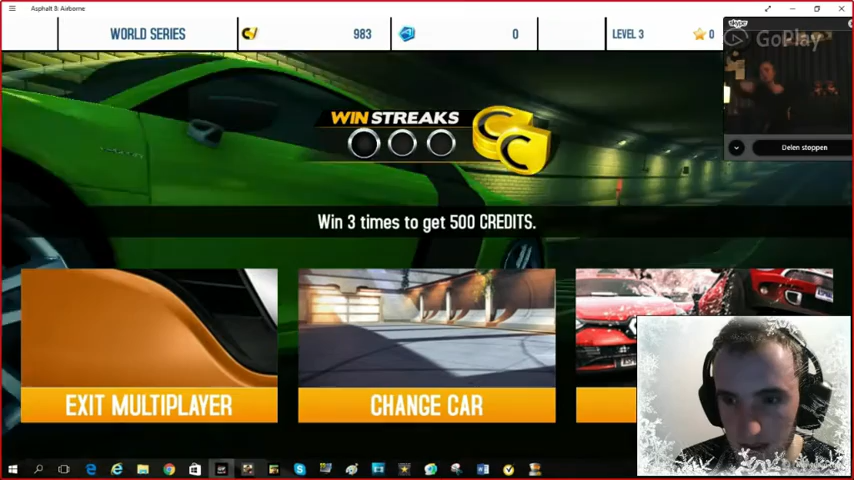 Asphalt 8: Airborne
WORLD SERIES
983
0
LEVEL 3
0
skype
GoPlay
Delen stoppen
WIN STREAKS
Win 3 times to get 500 CREDITS.
EXIT MULTIPLAYER
CHANGE CAR